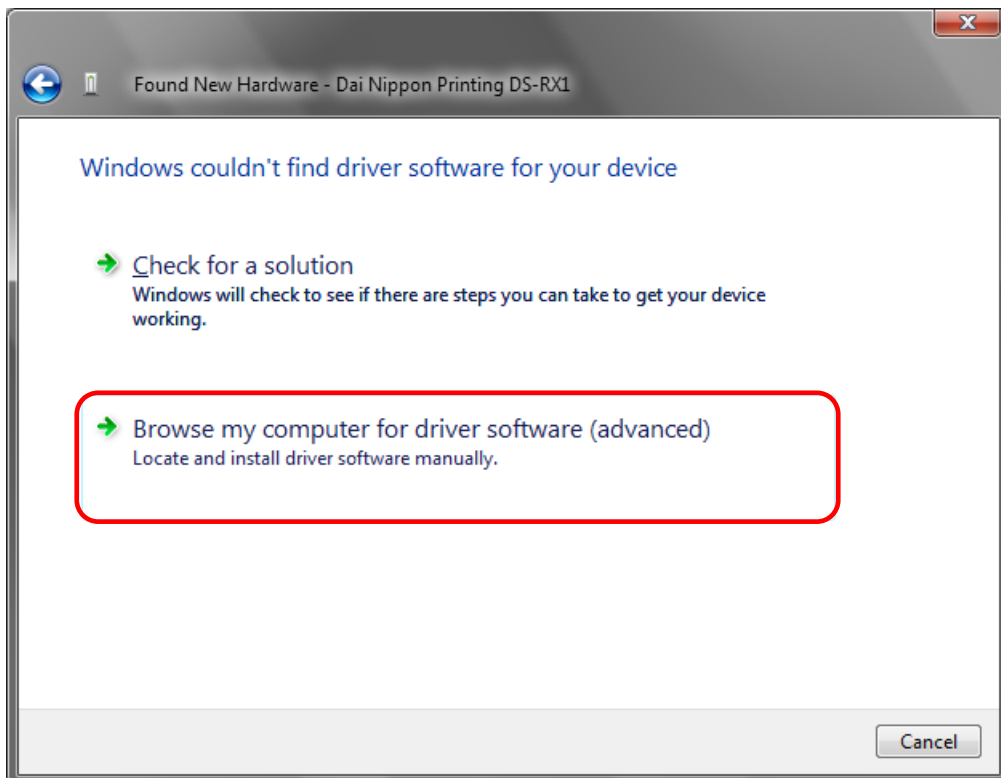 Found New Hardware - Dai Nippon Printing DS-RX1
Windows couldn't find driver software for your device
Check for a solution
Windows will check to see if there are steps you can take to get your device
working.
Browse my computer for driver software (advanced)
Locate and install driver software manually.
Cancel